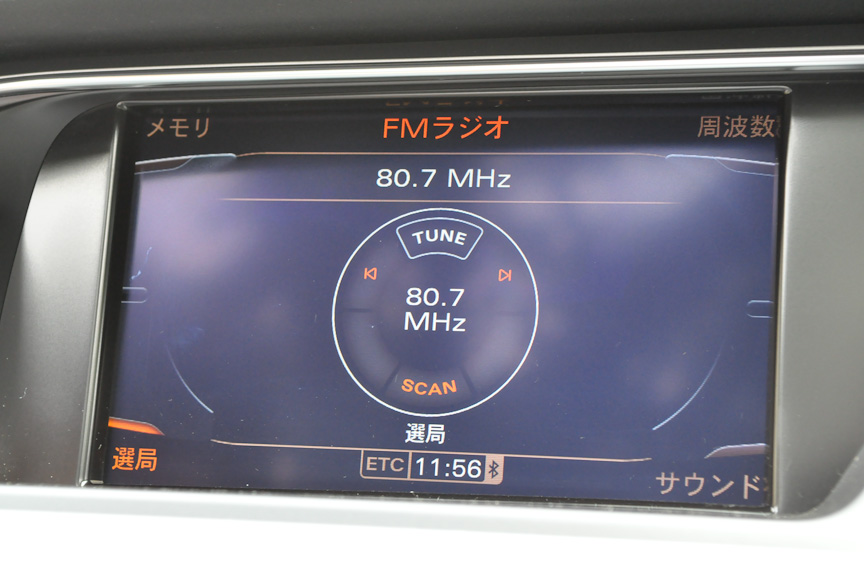 メモリ
FMラジオ
周波数
80.7 MHz
TUNE
80.7
MHz
SCAN
選局
選局
ETC 11:56
サウンド